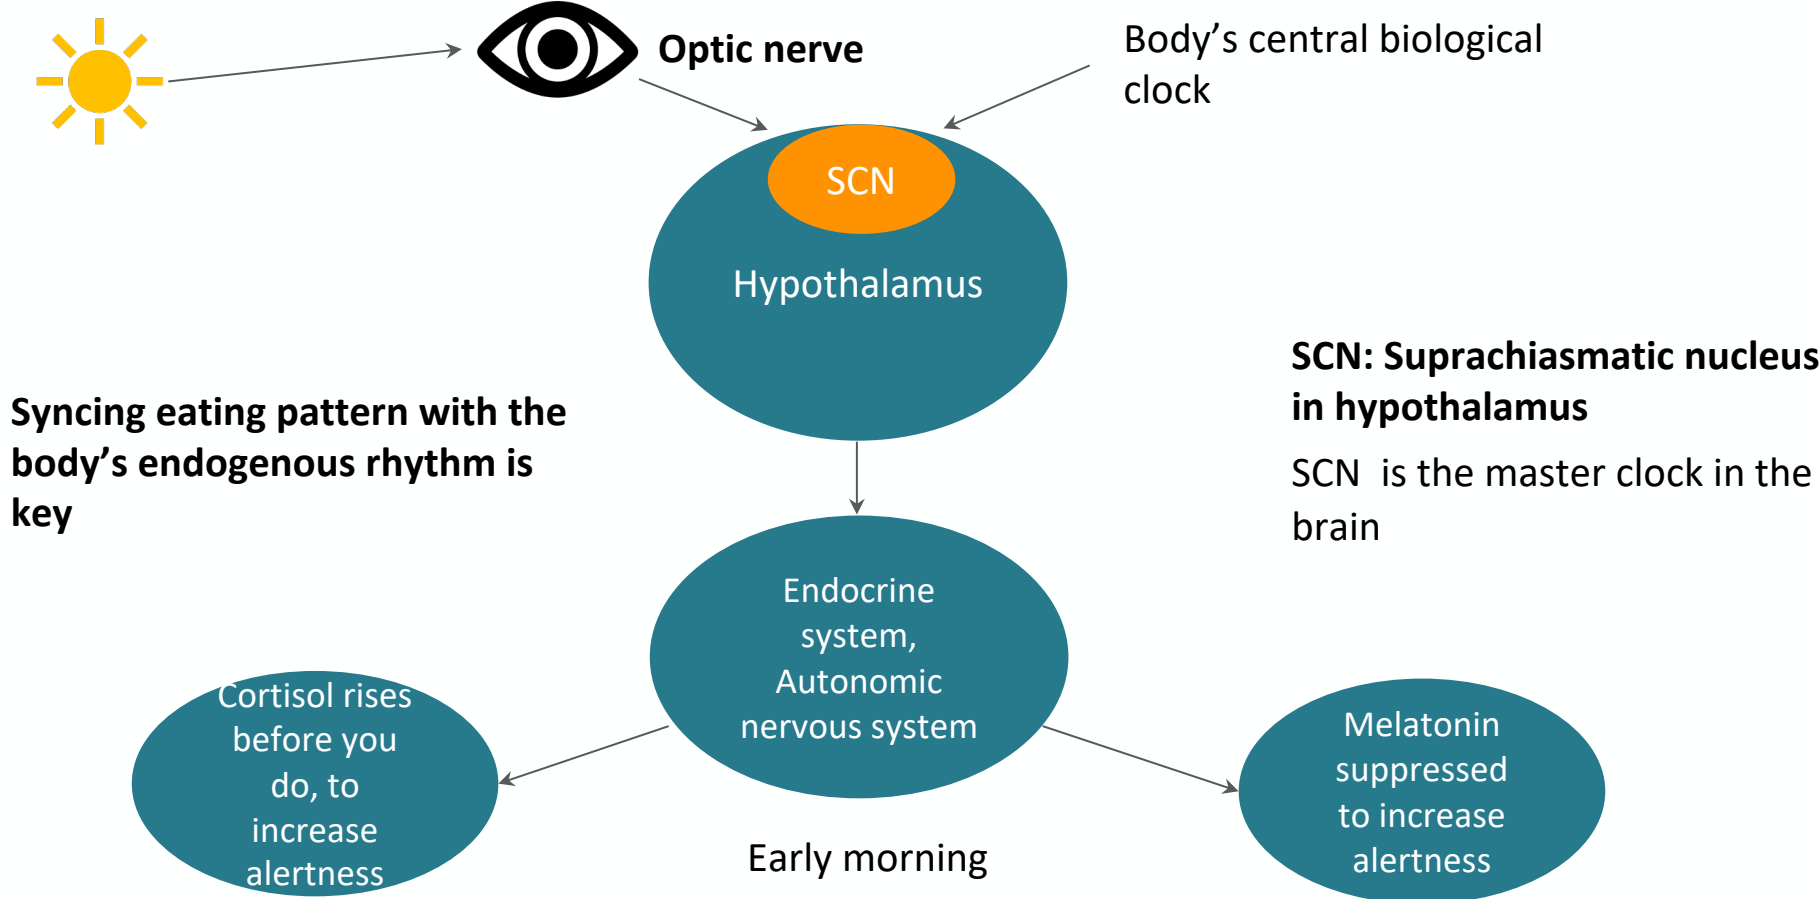 Optic nerve
Body’s central biological
clock
SCN
Hypothalamus
SCN: Suprachiasmatic nucleus
in hypothalamus
SCN  is the master clock in the
brain
Syncing eating pattern with the
body’s endogenous rhythm is
key
Endocrine
system,
Autonomic
nervous system
Cortisol rises
before you
do, to
increase
alertness
Early morning
Melatonin
suppressed
to increase
alertness